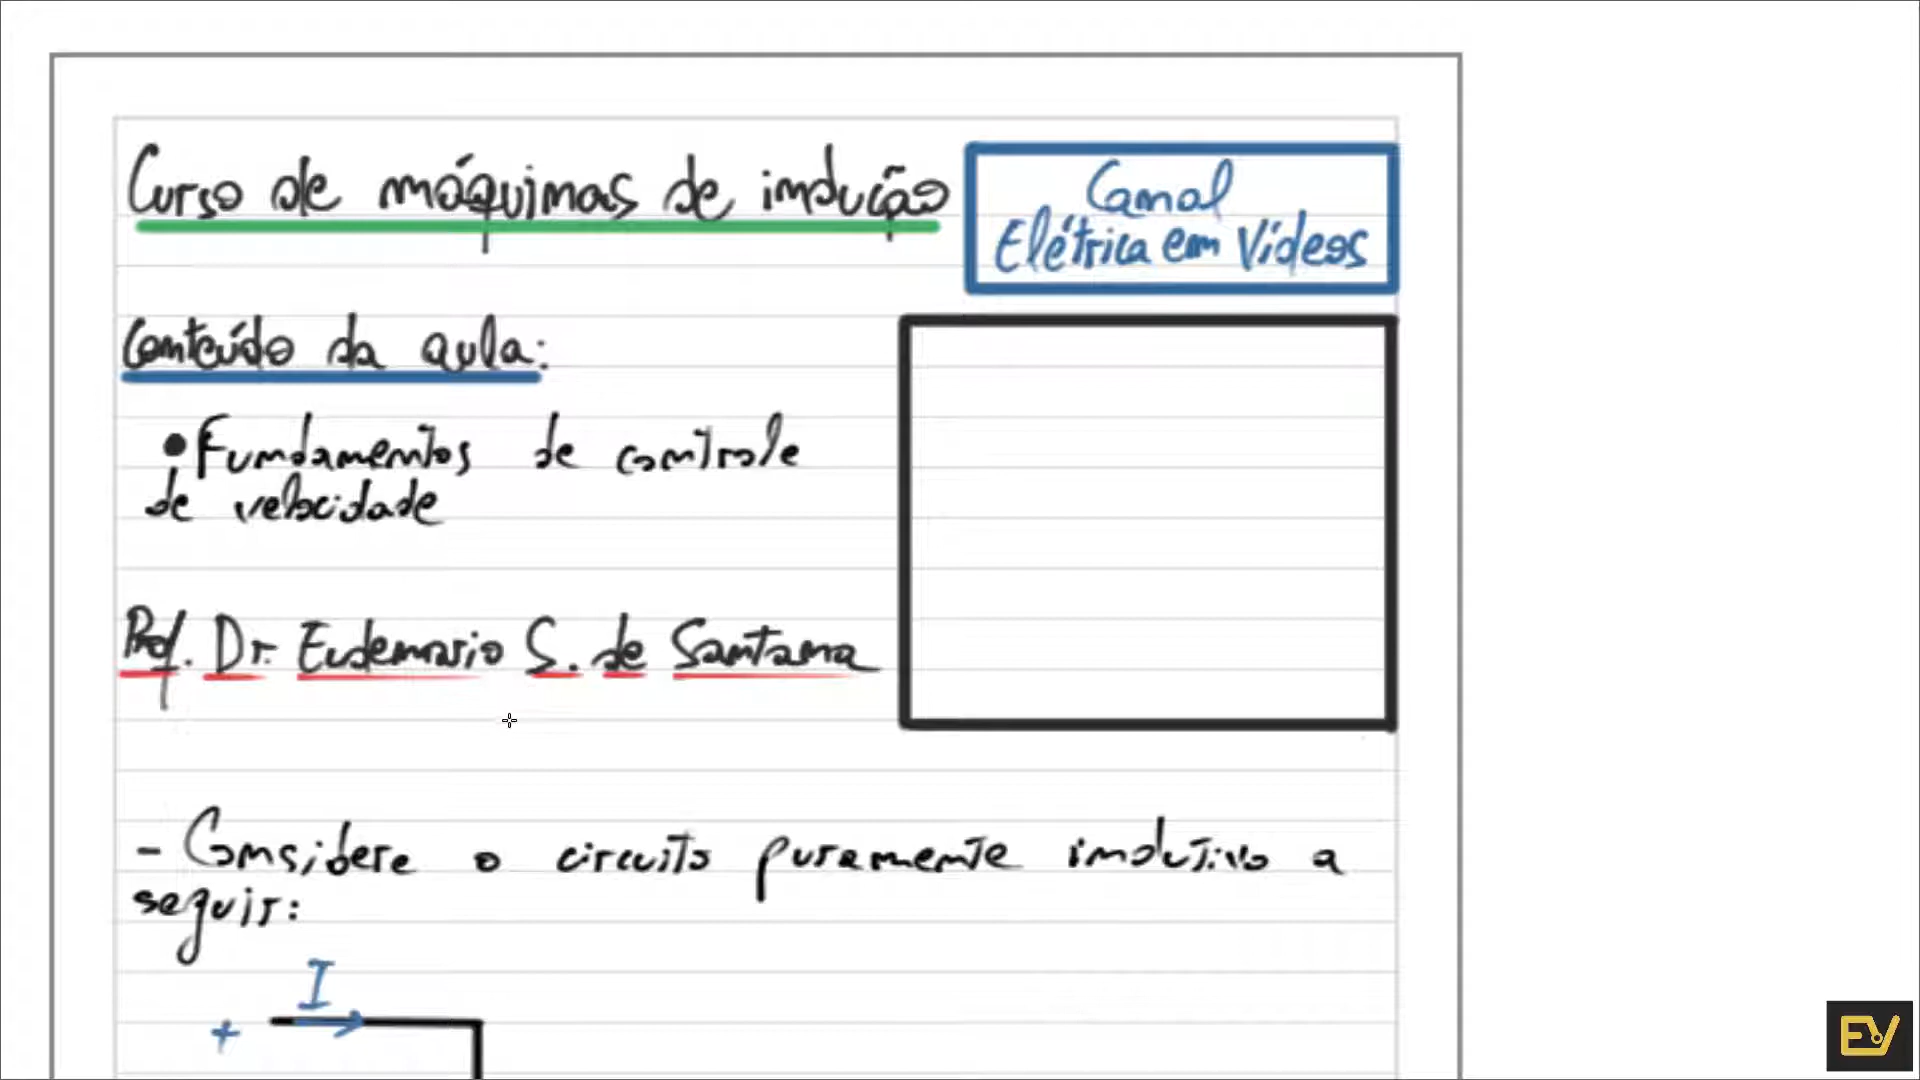 Curso de máquinas de indução
Canal
Elétrica em Vídeos
Conteúdo da aula:
• Fundamentos de controle
de velocidade
Prof. Dr. Eudemario S. de Santana
- Considere o circuito puramente indutivo a
seguir:
I
+
EV